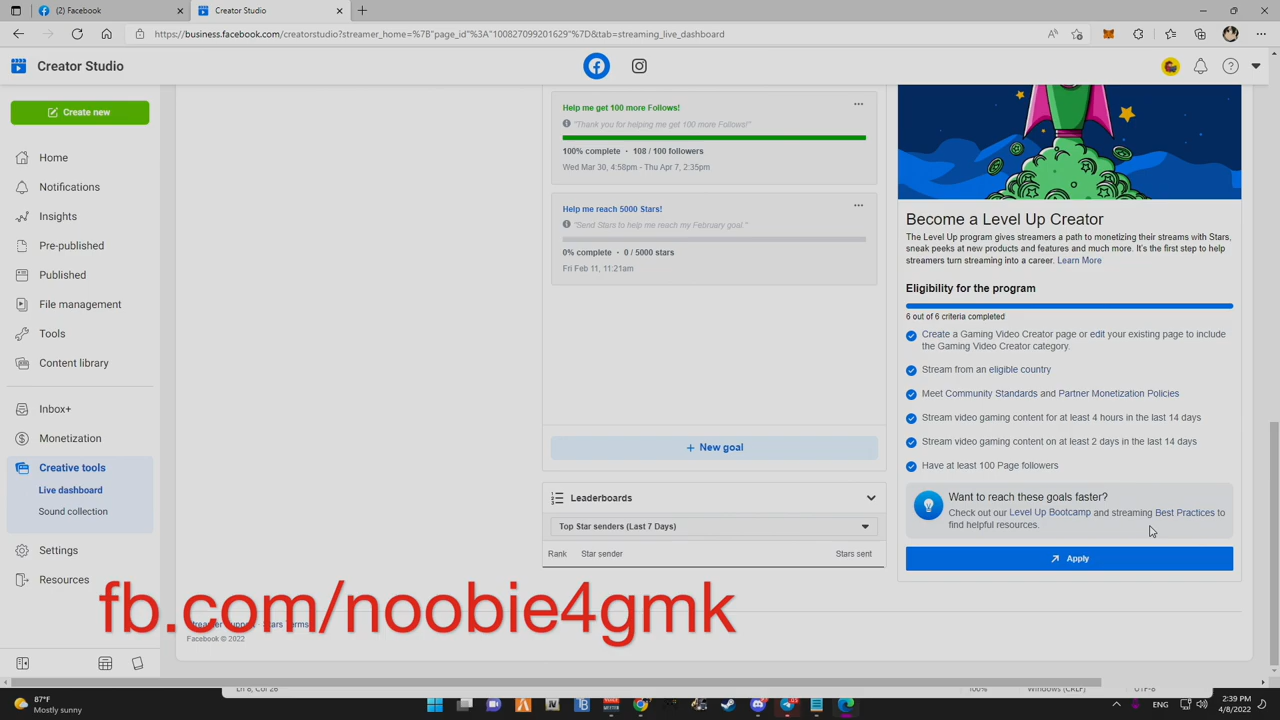 (2) Facebook
Creator Studio
https://business.facebook.com/creatorstudio?streamer_home=%7B"page_id"%3A"100827099201629"%7D&tab=streaming_live_dashboard
Creator Studio
Create new
Home
Notifications
Insights
Pre-published
Published
File management
Tools
Content library
Inbox+
Monetization
Creative tools
Live dashboard
Sound collection
Settings
Resources
Help me get 100 more Follows!
"Thank you for helping me get 100 more Follows!"
100% complete · 108 / 100 followers
Wed Mar 30, 4:58pm - Thu Apr 7, 2:35pm
Help me reach 5000 Stars!
"Send Stars to help me reach my February goal."
0% complete · 0 / 5000 stars
Fri Feb 11, 11:21am
+ New goal
Leaderboards
Top Star senders (Last 7 Days)
Rank Star sender Stars sent
Become a Level Up Creator
The Level Up program gives streamers a path to monetizing their streams with Stars,
sneak peeks at new products and features and much more. It's the first step to help
streamers turn streaming into a career. Learn More
Eligibility for the program
6 out of 6 criteria completed
Create a Gaming Video Creator page or edit your existing page to include
the Gaming Video Creator category.
Stream from an eligible country
Meet Community Standards and Partner Monetization Policies
Stream video gaming content for at least 4 hours in the last 14 days
Stream video gaming content on at least 2 days in the last 14 days
Have at least 100 Page followers
Want to reach these goals faster?
Check out our Level Up Bootcamp and streaming Best Practices to
find helpful resources.
Apply
fb.com/noobie4gmk
Streamer Support Stars Terms
Facebook © 2022
Ln 8, Col 26 100% Windows (CRLF) UTF-8
87°F
Mostly sunny
2:39 PM
4/8/2022